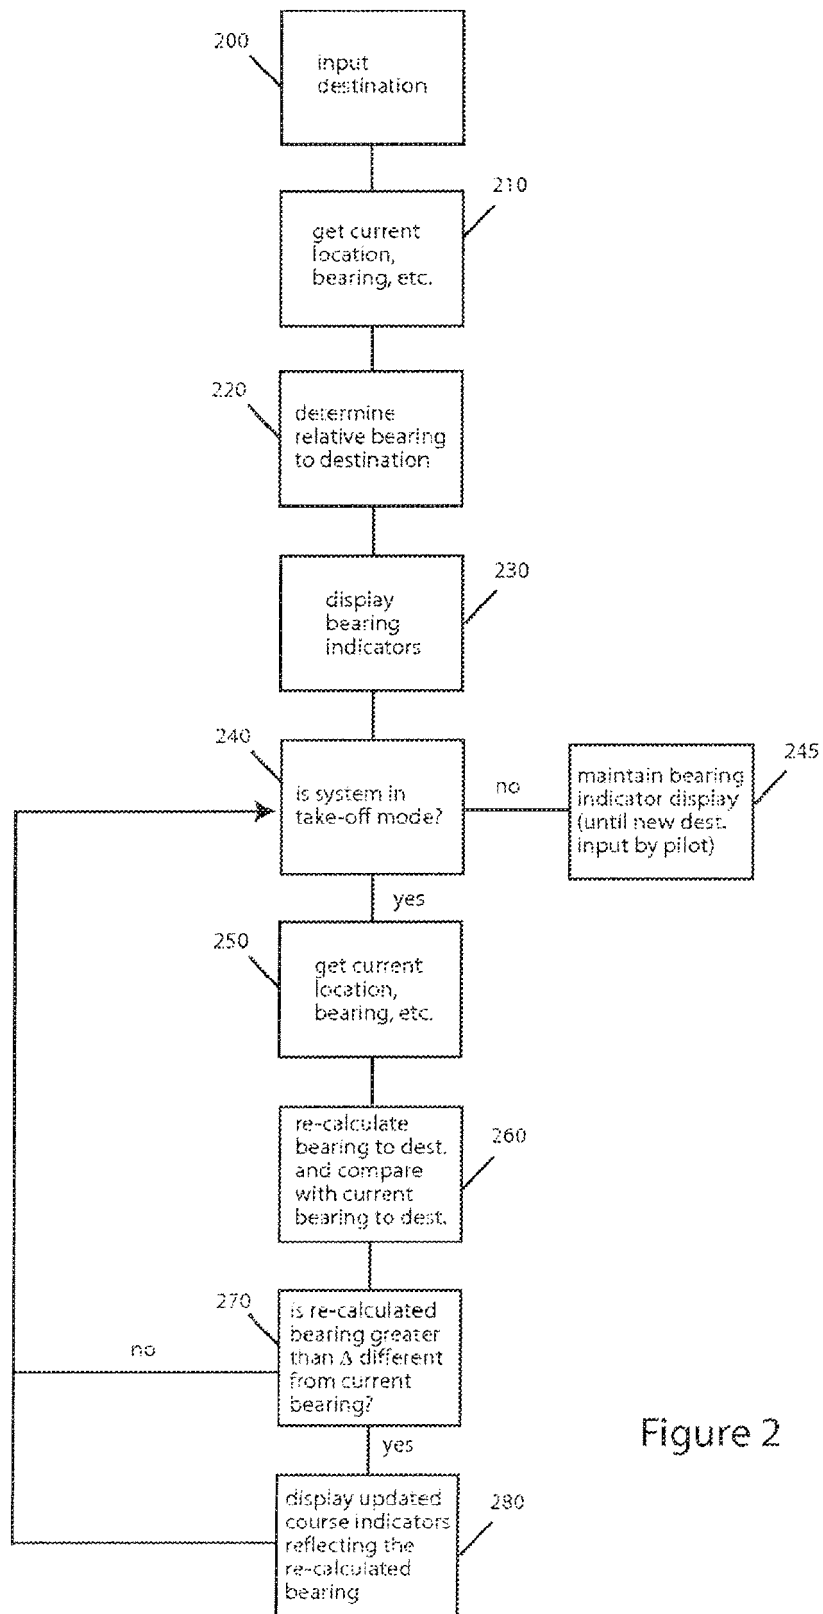 200
input
destination
210
get current
location,
bearing, etc.
220
determine
relative bearing
to destination
230
display
bearing
indicators
240
is system in
take-off mode?
no
245
maintain bearing
indicator display
(until new dest.
input by pilot)
yes
250
get current
location,
bearing, etc.
260
re-calculate
bearing to dest.
and compare
with current
bearing to dest.
270
is re-calculated
bearing greater
than Δ different
from current
bearing?
no
yes
Figure 2
280
display updated
course indicators
reflecting the
re-calculated
bearing